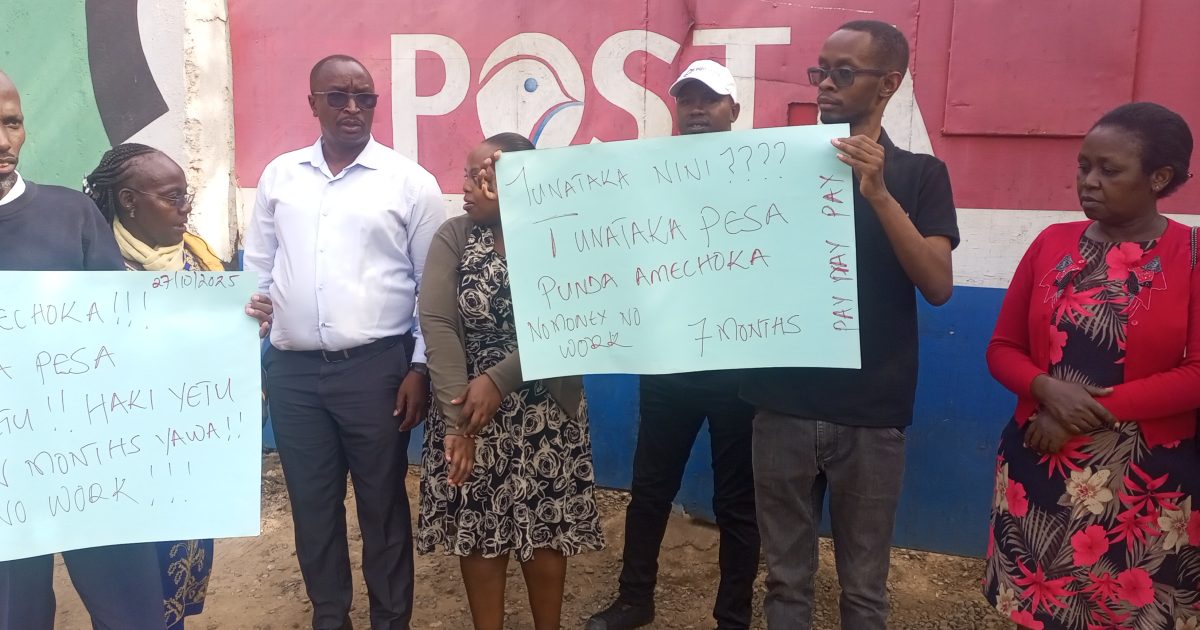 POSTA
27/10/2025
ECHOKA!!!
A PESA
TU!! HAKI YETU
N MONTHS YAWA!!
NO WORK!!!
TUNATAKA NINI????
TUNATAKA PESA
PUNDA AMECHOKA
NO MONEY NO
WORK
7 MONTHS
PAY PAY PAY